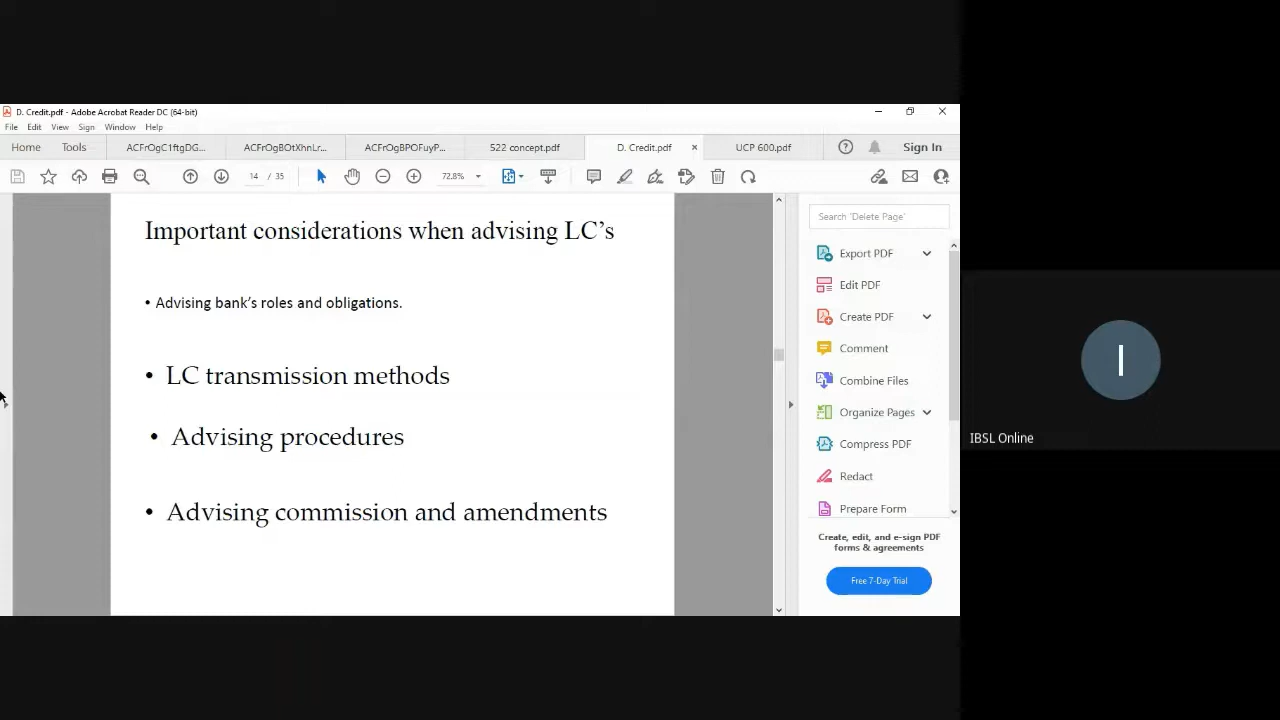 D. Credit.pdf - Adobe Acrobat Reader DC (64-bit)
File Edit View Sign Window Help
Home Tools ACFrOgC1ftgDG... ACFrOgBOtXhnLr... ACFrOgBPOFuyP... 522 concept.pdf D. Credit.pdf × UCP 600.pdf Sign In
14 / 35 72.8%
Important considerations when advising LC’s
• Advising bank’s roles and obligations.
• LC transmission methods
• Advising procedures
• Advising commission and amendments
Search 'Delete Page'
Export PDF
Edit PDF
Create PDF
Comment
Combine Files
Organize Pages
Compress PDF
Redact
Prepare Form
Create, edit, and e-sign PDF
forms & agreements
Free 7-Day Trial
I
IBSL Online